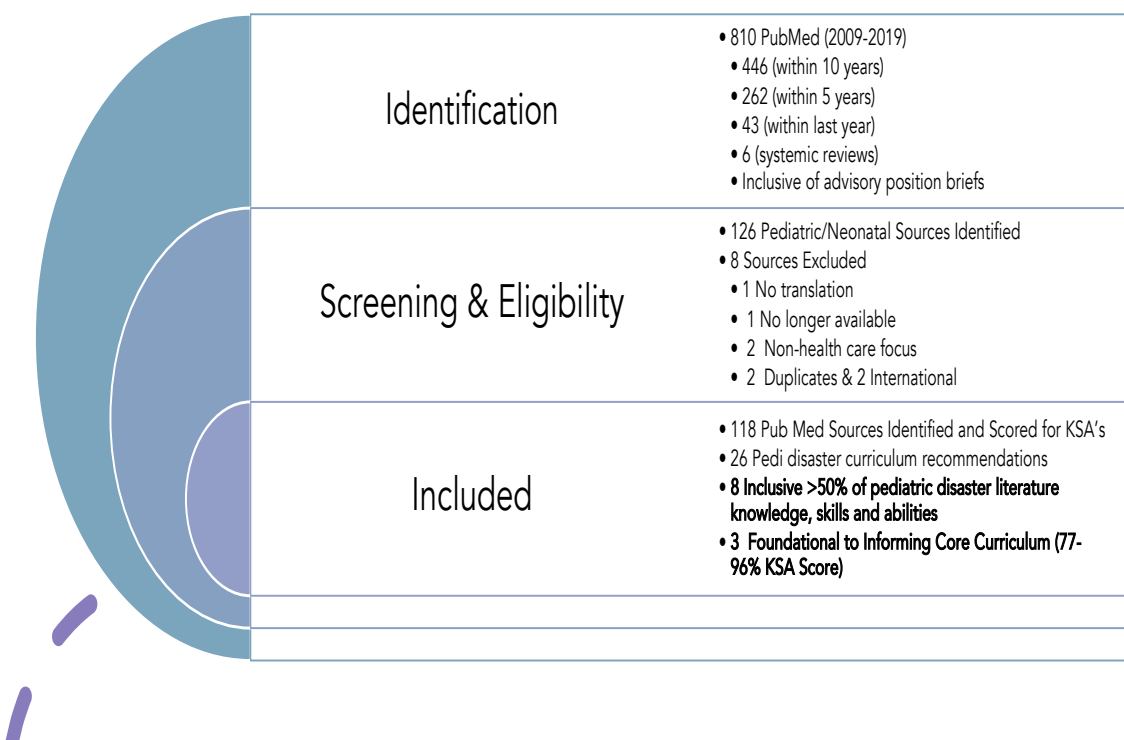 Identification
• 810 PubMed (2009-2019)
• 446 (within 10 years)
• 262 (within 5 years)
• 43 (within last year)
• 6 (systemic reviews)
• Inclusive of advisory position briefs
Screening & Eligibility
• 126 Pediatric/Neonatal Sources Identified
• 8 Sources Excluded
• 1 No translation
• 1 No longer available
• 2 Non-health care focus
• 2 Duplicates & 2 International
Included
• 118 Pub Med Sources Identified and Scored for KSA's
• 26 Pedi disaster curriculum recommendations
• 8 Inclusive >50% of pediatric disaster literature
knowledge, skills and abilities
• 3 Foundational to Informing Core Curriculum (77-
96% KSA Score)